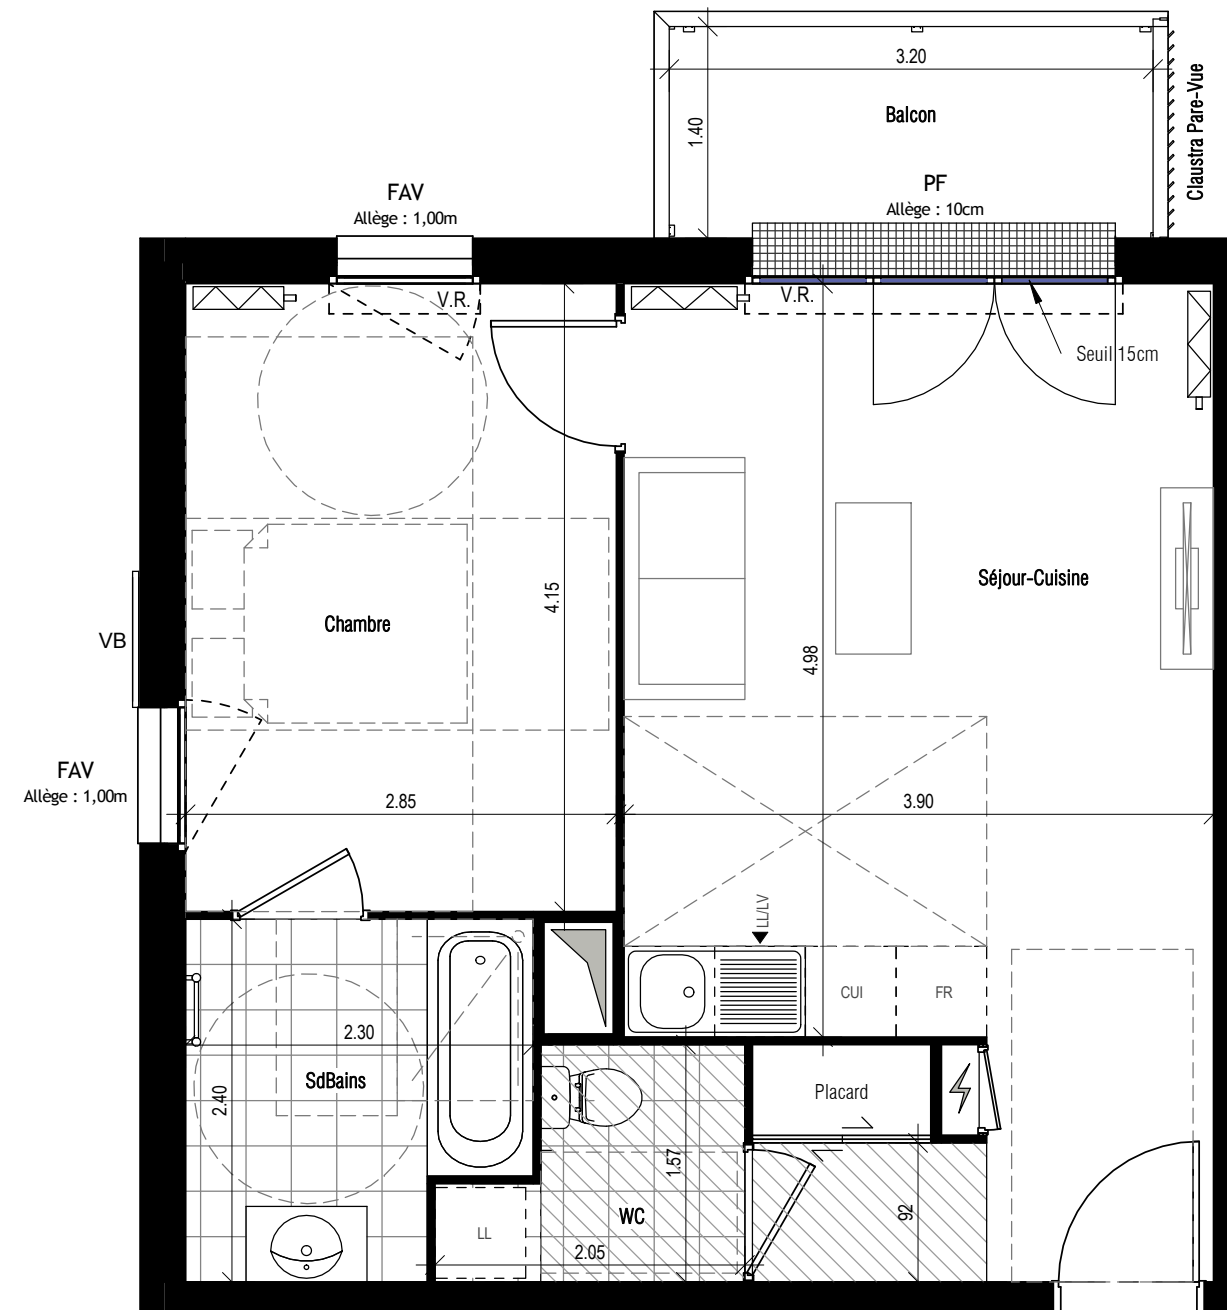 3.20
Balcon
1.40
Claustra Pare-Vue
PF
Allège : 10cm
FAV
Allège : 1,00m
V.R.
V.R.
Seuil 15cm
Séjour-Cuisine
4.15
Chambre
VB
4.98
FAV
Allège : 1,00m
2.85
3.90
LL/LV
CUI
FR
2.30
SdBains
2.40
Placard
1.57
WC
92
LL
2.05